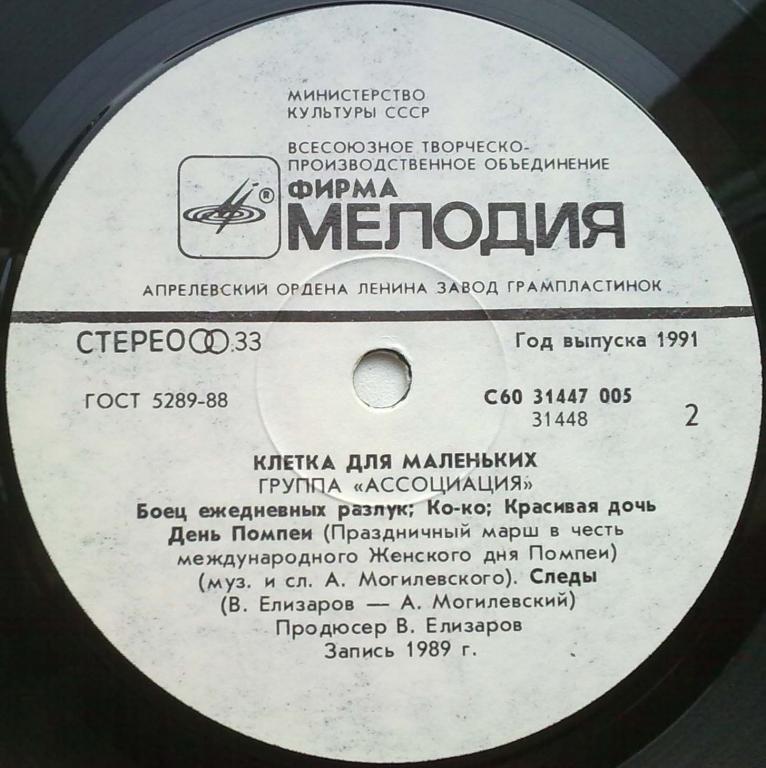 МИНИСТЕРСТВО
КУЛЬТУРЫ СССР
ВСЕСОЮЗНОЕ ТВОРЧЕСКО-
ПРОИЗВОДСТВЕННОЕ ОБЪЕДИНЕНИЕ
®
ФИРМА
МЕЛОДИЯ
АПРЕЛЕВСКИЙ ОРДЕНА ЛЕНИНА ЗАВОД ГРАМПЛАСТИНОК
СТЕРЕО 33
Год выпуска 1991
ГОСТ 5289-88
С60 31447 005
31448
2
КЛЕТКА ДЛЯ МАЛЕНЬКИХ
ГРУППА «АССОЦИАЦИЯ»
Боец ежедневных разлук; Ко-ко; Красивая дочь
День Помпеи (Праздничный марш в честь
международного Женского дня Помпеи)
(муз. и сл. А. Могилевского). Следы
(В. Елизаров — А. Могилевский)
Продюсер В. Елизаров
Запись 1989 г.